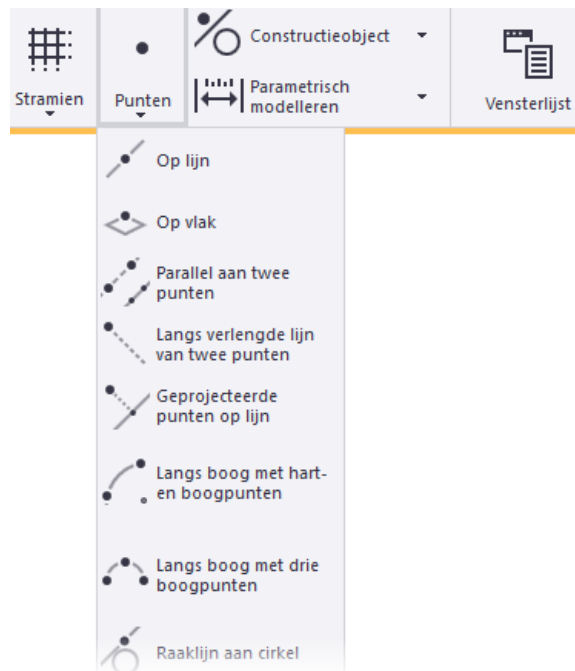 Stramien
Punten
Constructieobject
Parametrisch
modelleren
Vensterlijst
Op lijn
Op vlak
Parallel aan twee
punten
Langs verlengde lijn
van twee punten
Geprojecteerde
punten op lijn
Langs boog met hart-
en boogpunten
Langs boog met drie
boogpunten
Raaklijn aan cirkel